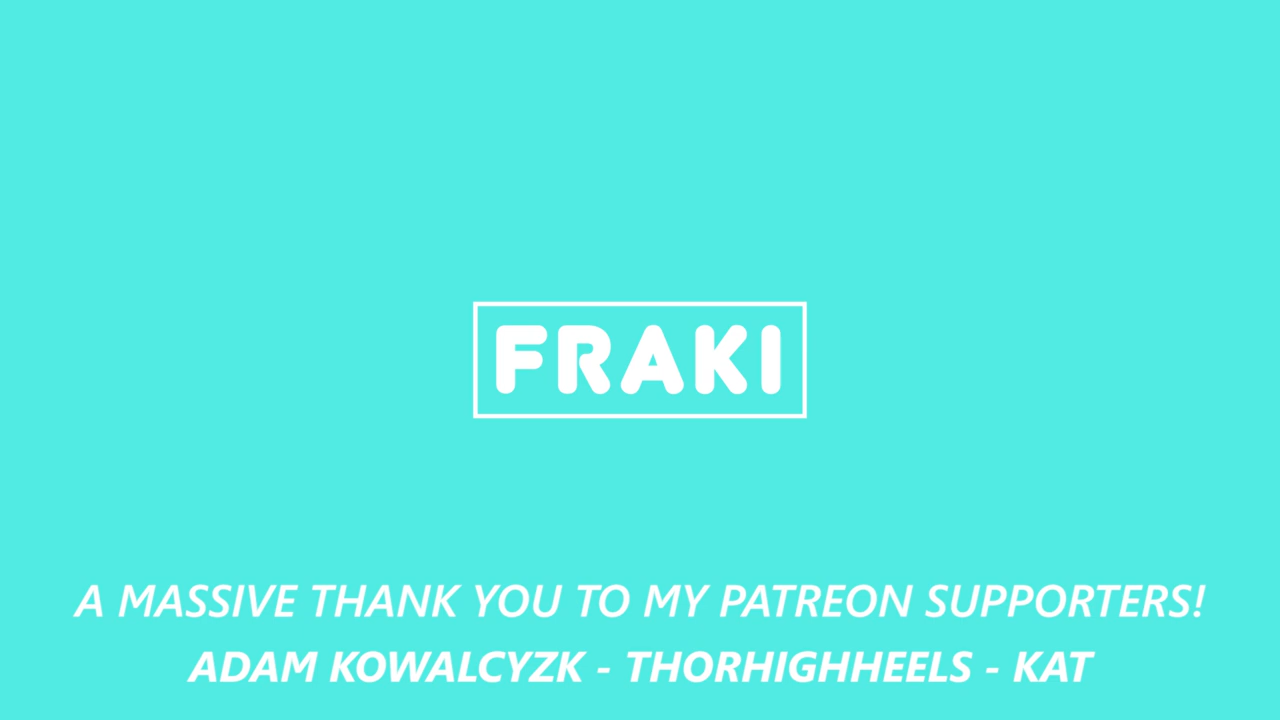 FRAKI
A MASSIVE THANK YOU TO MY PATREON SUPPORTERS!
ADAM KOWALCYZK - THORHIGHHEELS - KAT